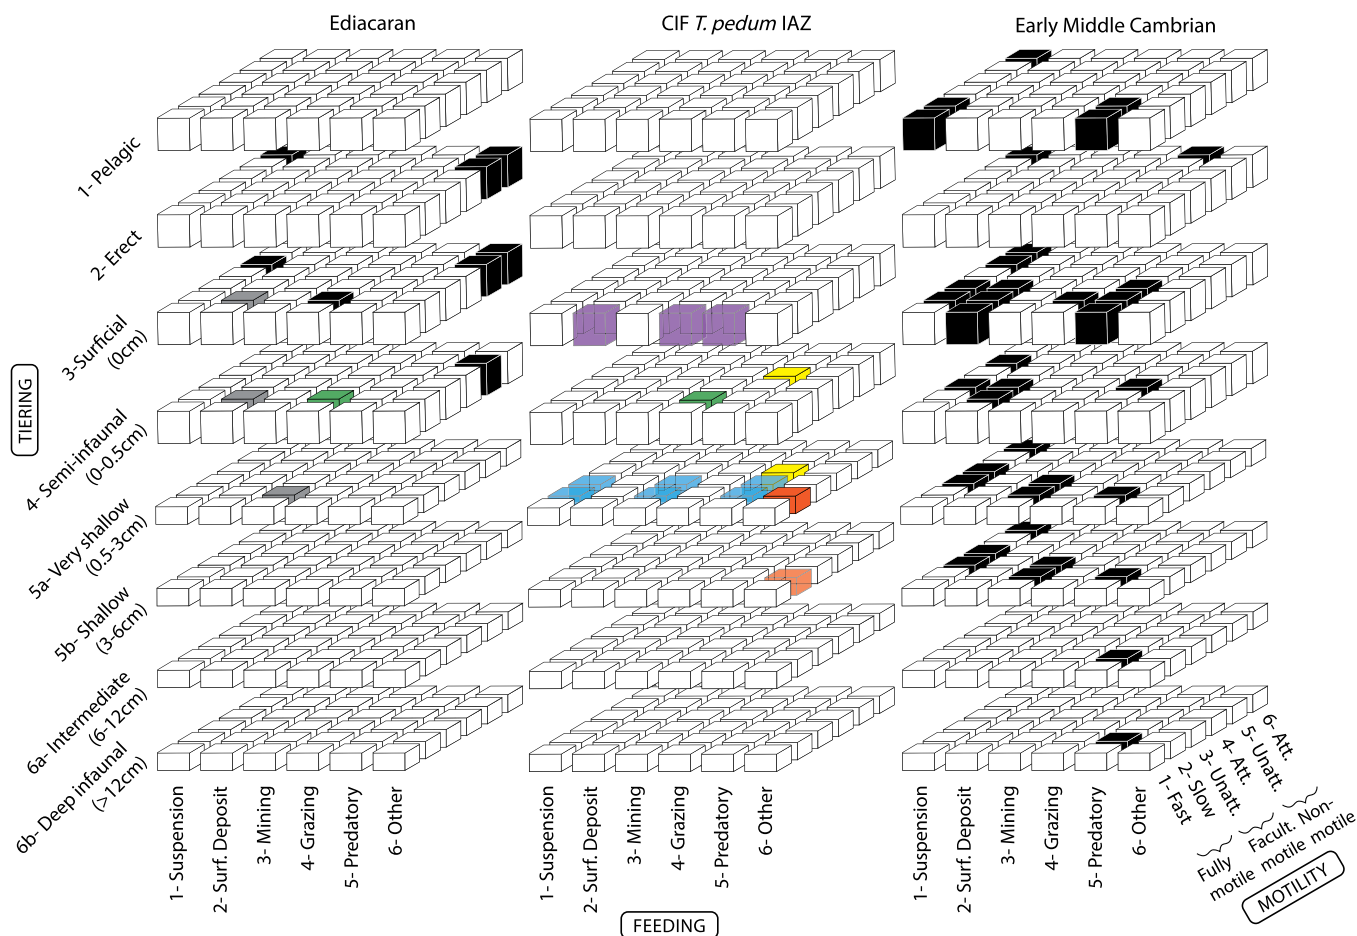 Ediacaran
CIF T. pedum IAZ
Early Middle Cambrian
TIERING
1- Pelagic
2- Erect
3-Surficial
(0cm)
4- Semi-infaunal
(0-0.5cm)
5a- Very shallow
(0.5-3cm)
5b- Shallow
(3-6cm)
6a- Intermediate
(6-12cm)
6b- Deep infaunal
(>12cm)
1- Suspension
2- Surf. Deposit
3- Mining
4- Grazing
5- Predatory
6- Other
1- Suspension
2- Surf. Deposit
3- Mining
4- Grazing
5- Predatory
6- Other
1- Suspension
2- Surf. Deposit
3- Mining
4- Grazing
5- Predatory
6- Other
FEEDING
1- Fast
2- Slow
3- Unatt.
4- Att.
5- Unatt.
6- Att.
Fully
motile
Facult.
motile
Non-
motile
MOTILITY